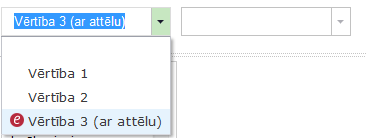 Vērtība 3 (ar attēlu)
Vērtība 1
Vērtība 2
e Vērtība 3 (ar attēlu)